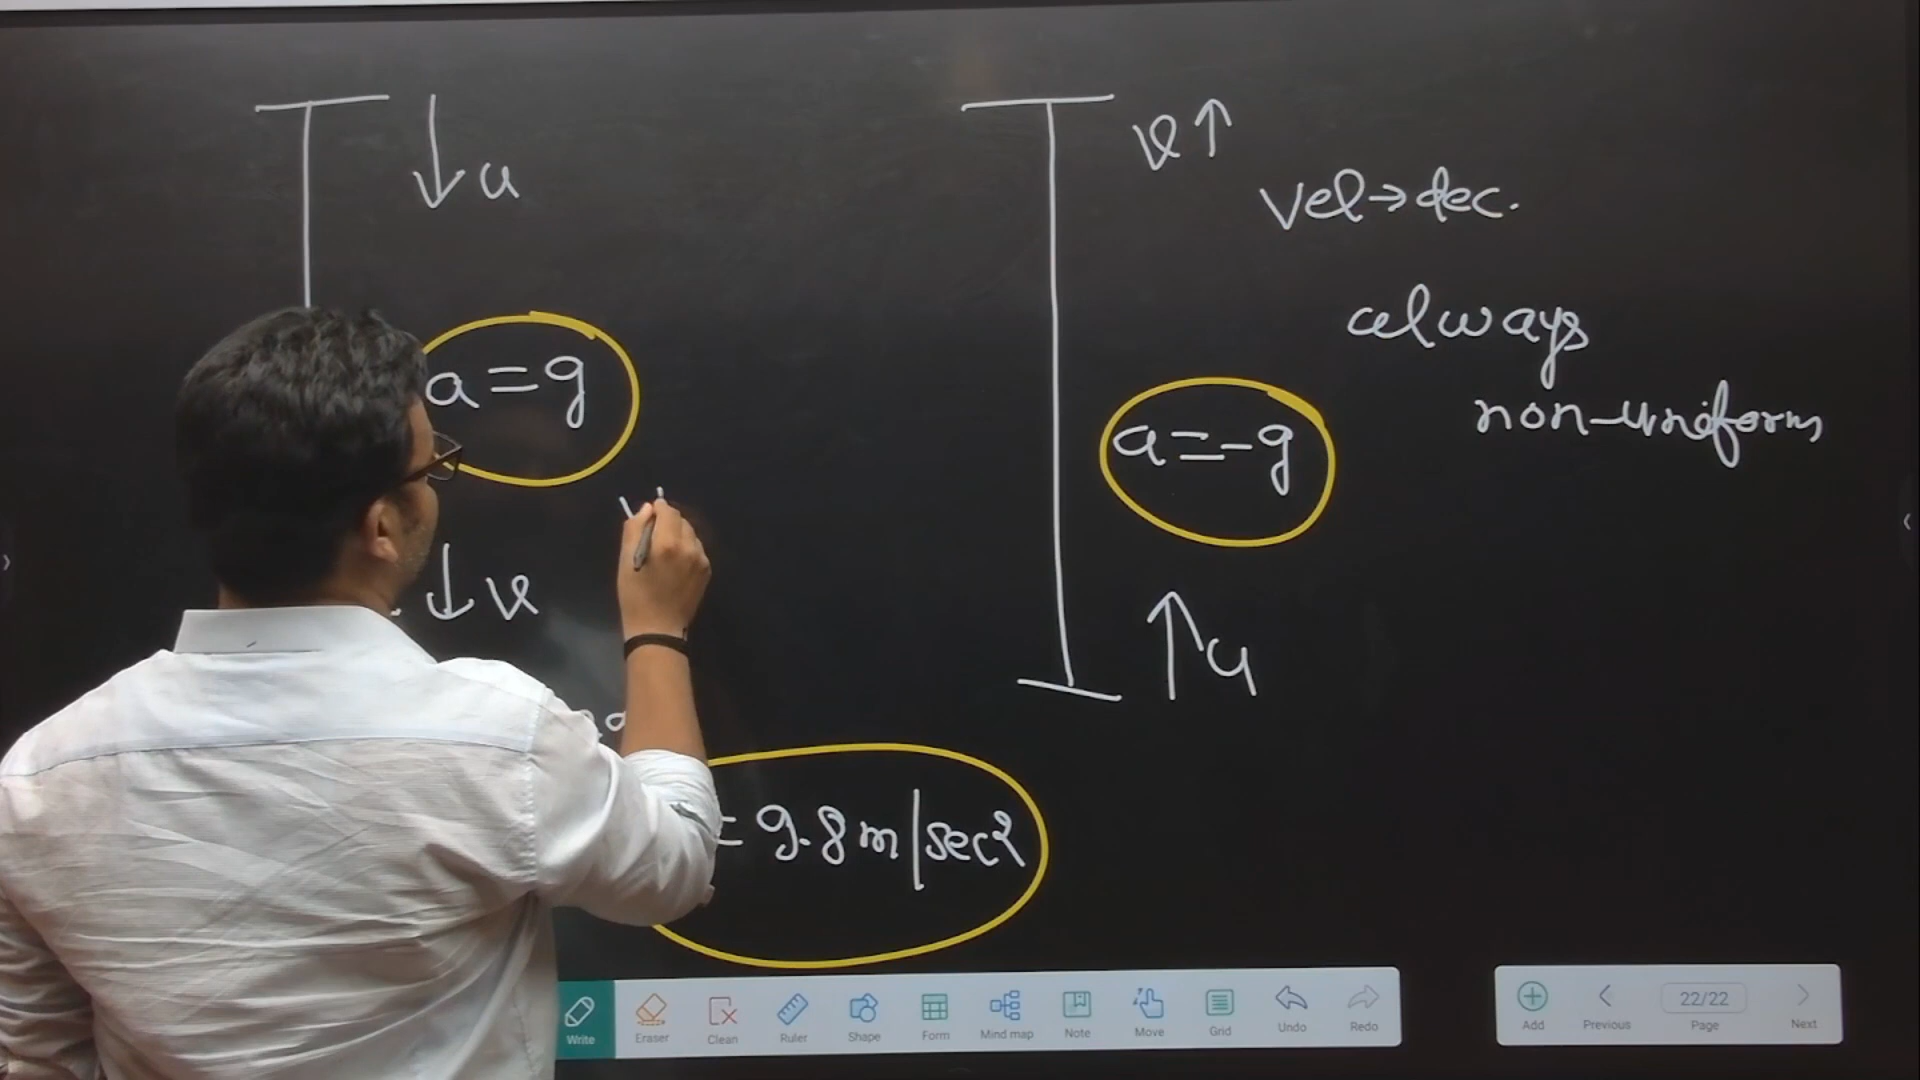 u
a=g
v
= 9.8m/sec2
v
vel→dec.
always
non-uniform
a=-g
u
Write
Eraser
Clean
Ruler
Shape
Form
Mind map
Note
Move
Grid
Undo
Redo
Add
Previous
22/22
Page
Next